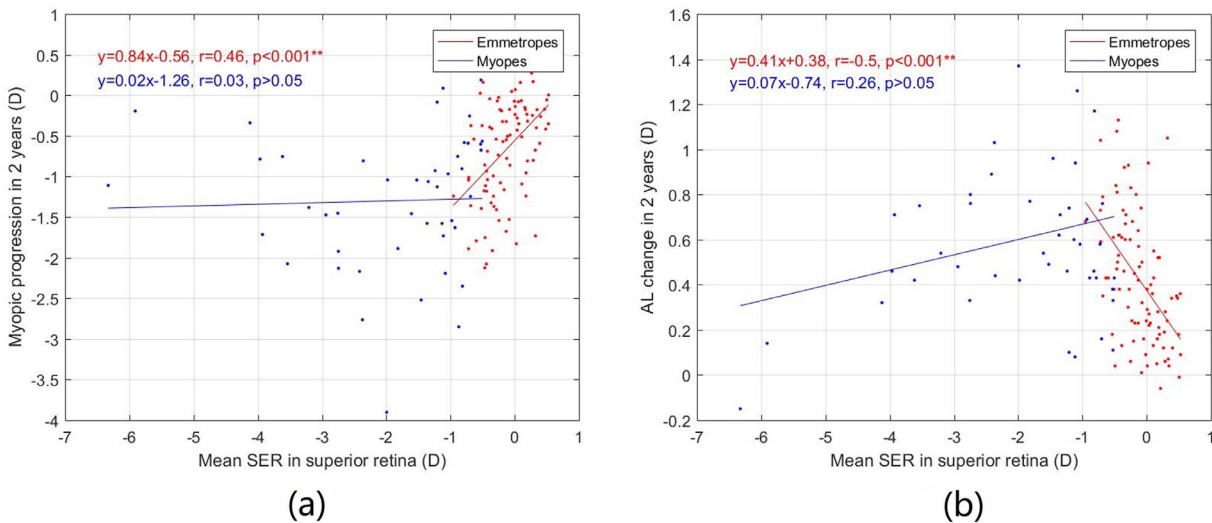 1
0.5
0
-0.5
-1
-1.5
-2
-2.5
-3
-3.5
-4
Myopic progression in 2 years (D)
y=0.84x-0.56, r=0.46, p<0.001**
y=0.02x-1.26, r=0.03, p>0.05
Emmetropes
Myopes
-7 -6 -5 -4 -3 -2 -1 0 1
Mean SER in superior retina (D)
(a)
1.6
1.4
1.2
1
0.8
0.6
0.4
0.2
0
-0.2
AL change in 2 years (D)
y=0.41x+0.38, r=-0.5, p<0.001**
y=0.07x-0.74, r=0.26, p>0.05
Emmetropes
Myopes
-7 -6 -5 -4 -3 -2 -1 0 1
Mean SER in superior retina (D)
(b)